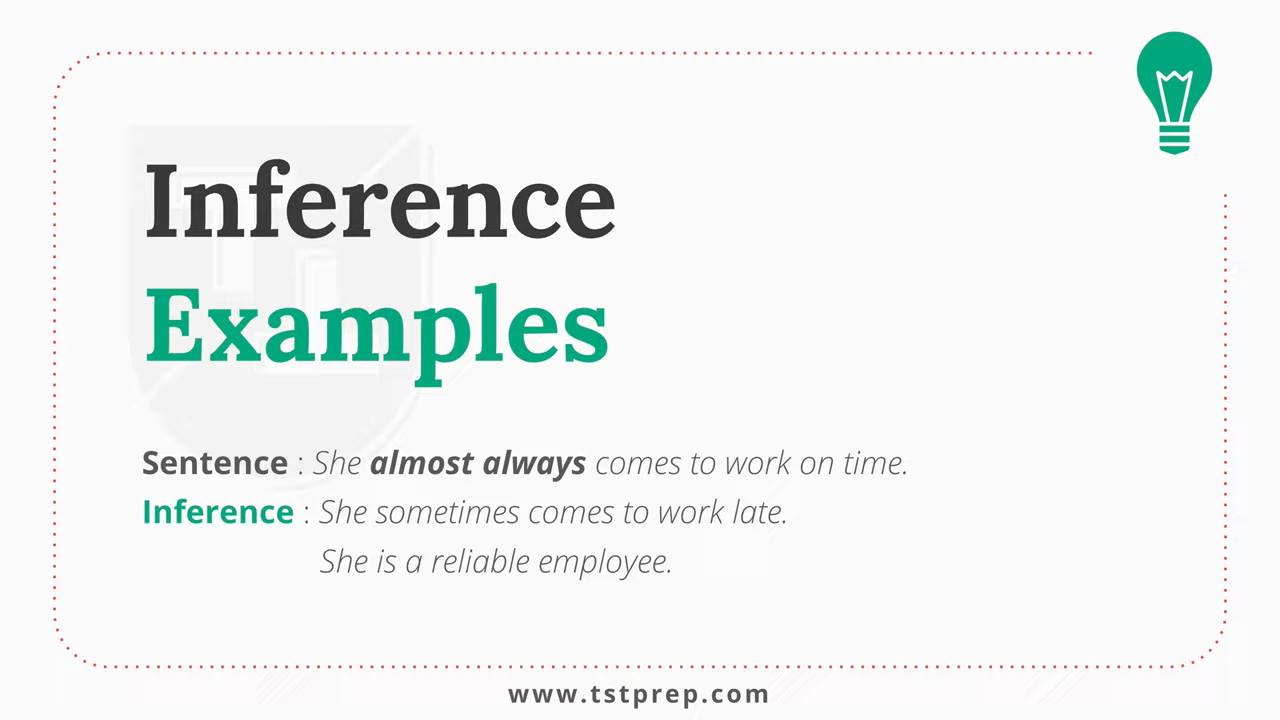 Inference
Examples
Sentence : She almost always comes to work on time.
Inference : She sometimes comes to work late.
She is a reliable employee.
www.tstprep.com